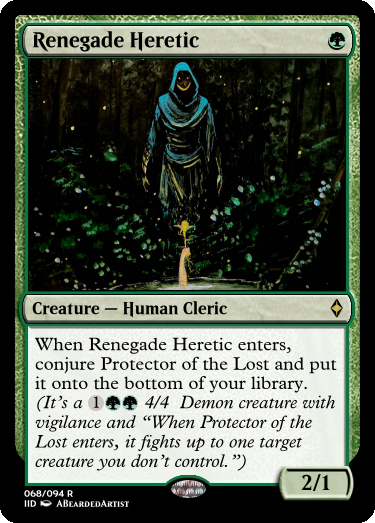 Renegade Heretic
Creature — Human Cleric
When Renegade Heretic enters,
conjure Protector of the Lost and put
it onto the bottom of your library.
(It's a 1 4/4 Demon creature with
vigilance and “When Protector of the
Lost enters, it fights up to one target
creature you don't control.”)
2/1
068/094 R
IID ABEARDEDARTIST